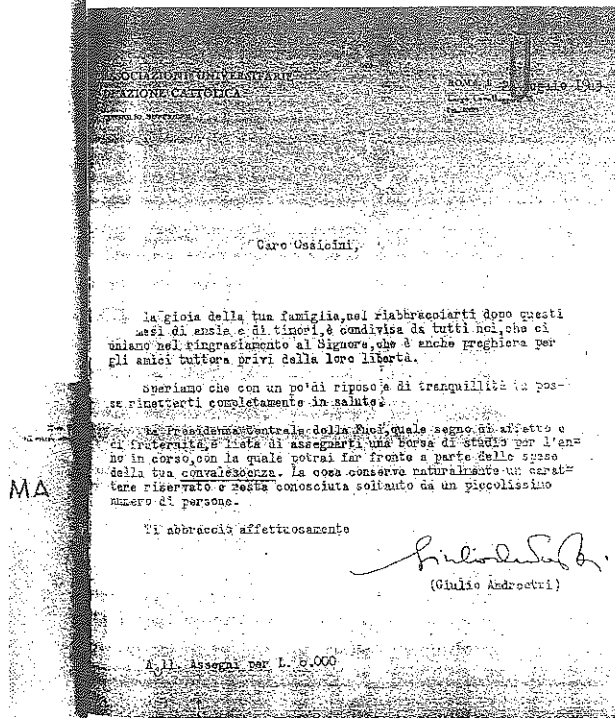 ASSOCIAZIONE UNIVERSITARIE
AZIONE CATTOLICA
ROMA,
Caro Ossicini,
la gioia della tua famiglia,nel riabbracciarti dopo questi
mesi di ansia e di timori,è condivisa da tutti noi,che ci
uniamo nel ringraziamento al Signore,che è anche preghiera per
gli amici tuttora privi della loro libertà.
Speriamo che con un po'di riposo e di tranquillità tu pos=
sa rimetterti completamente in salute.
La Presidenza Centrale della Fuci,quale segno di affetto e
di fraternità,è lieta di assegnarti una borsa di studio per l'an=
no in corso,con la quale potrai far fronte a parte delle spese
della tua convalescenza. La cosa conserva naturalmente un carat=
tere riservato e resta conosciuta soltanto da un piccolissimo
numero di persone.
MA
Ti abbraccio affettuosamente
(Giulio Andreotti)
All. Assegni per L. 6.000